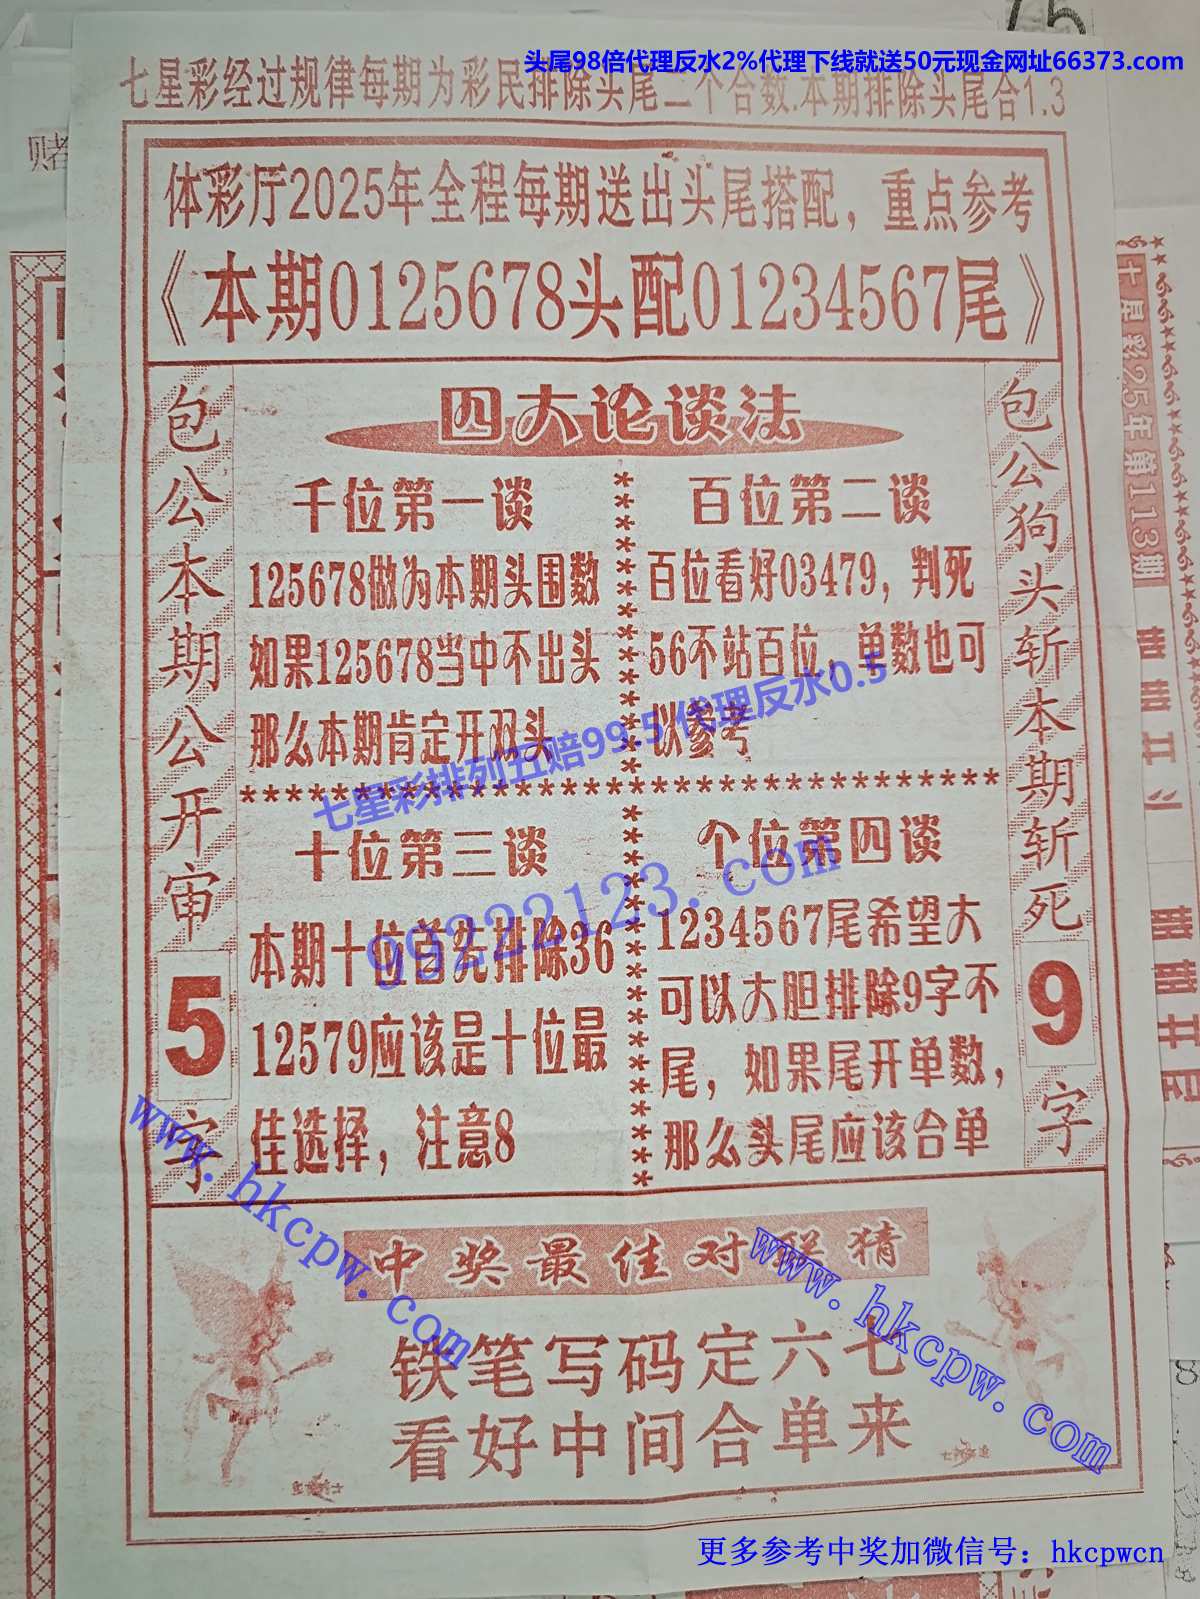 头尾98倍代理反水2%代理下线就送50元现金网址66373.com
七星彩经过规律每期为彩民排除头尾二个合数.本期排除头尾合1.3
赌
体彩厅2025年全程每期送出头尾搭配，重点参考
《本期0125678头配01234567尾》
包公本期公开审5字
四大论谈法
千位第一谈
125678做为本期头围数
如果125678当中不出头
那么本期肯定开双头
百位第二谈
百位看好03479，判死
56不站百位，单数也可
以参考
七星彩排列五赔99.5 代理反水0.5
99222123.com
十位第三谈
本期十位首先排除36
12579应该是十位最
佳选择，注意8
个位第四谈
1234567尾希望大
可以大胆排除9字不
尾，如果尾开单数，
那么头尾应该合单
包公狗头斩本期斩死9字
七星彩25年第113期
www.hkcpw.com
www.hkcpw.com
中奖最佳对联猜
铁笔写码定六七
看好中间合单来
更多参考中奖加微信号：hkcpwcn